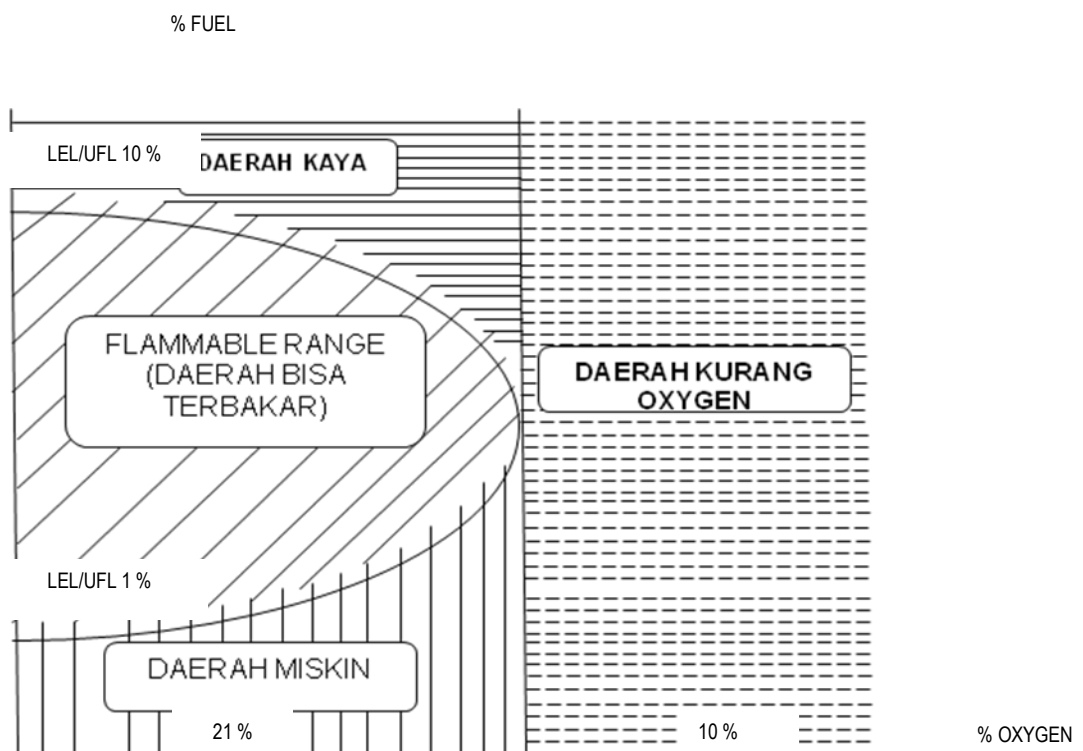 % FUEL
LEL/UFL 10 %
DAERAH KAYA
FLAMMABLE RANGE
(DAERAH BISA
TERBAKAR)
DAERAH KURANG
OXYGEN
LEL/UFL 1 %
DAERAH MISKIN
21 %
10 %
% OXYGEN